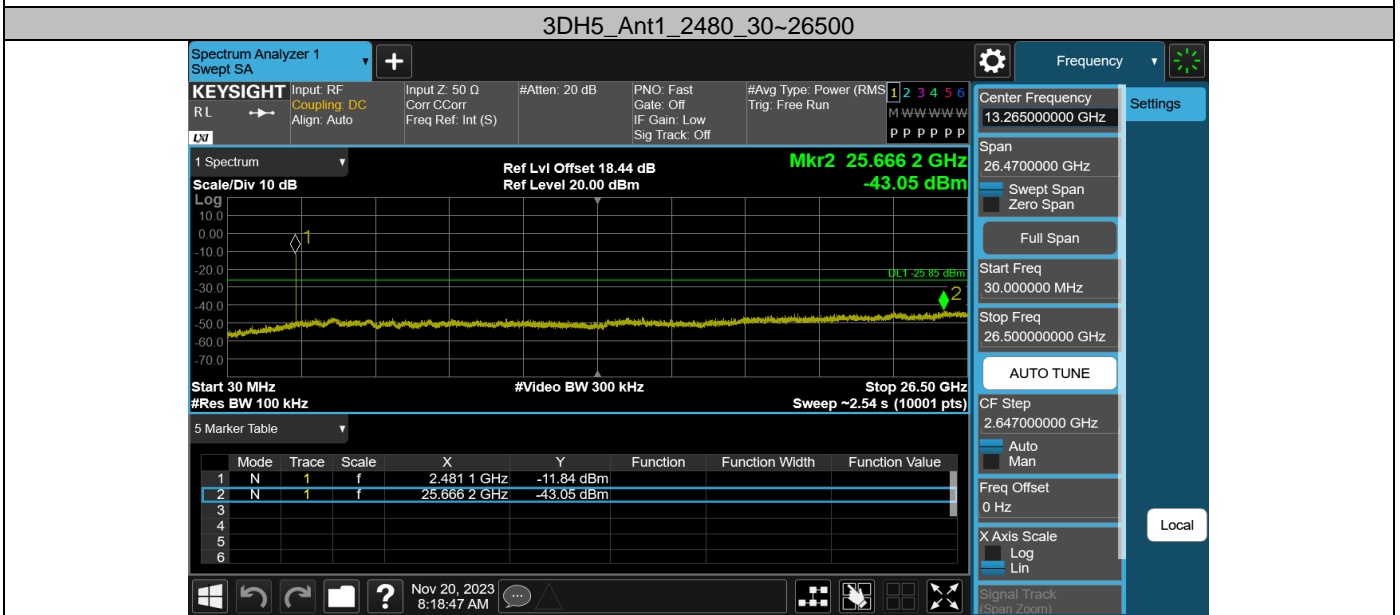 3DH5_Ant1_2480_30~26500
Spectrum Analyzer 1
Swept SA
+
Frequency
KEYSIGHT
RL
LXI
Input: RF
Coupling: DC
Align: Auto
Input Z: 50 Ω
Corr CCorr
Freq Ref: Int (S)
#Atten: 20 dB
PNO: Fast
Gate: Off
IF Gain: Low
Sig Track: Off
#Avg Type: Power (RMS
Trig: Free Run
1 2 3 4 5 6
M W W W W W
P P P P P P
Center Frequency
13.265000000 GHz
Settings
Span
26.4700000 GHz
Swept Span
Zero Span
Full Span
Start Freq
30.000000 MHz
Stop Freq
26.500000000 GHz
AUTO TUNE
CF Step
2.647000000 GHz
Auto
Man
Freq Offset
0 Hz
X Axis Scale
Log
Lin
Signal Track
(Span Zoom)
Local
1 Spectrum
Scale/Div 10 dB
Ref Lvl Offset 18.44 dB
Ref Level 20.00 dBm
Mkr2 25.666 2 GHz
-43.05 dBm
Log
10.0
0.00
-10.0
-20.0
-30.0
-40.0
-50.0
-60.0
-70.0
1
DL1 -25.85 dBm
2
Start 30 MHz
#Video BW 300 kHz
Stop 26.50 GHz
#Res BW 100 kHz
Sweep ~2.54 s (10001 pts)
5 Marker Table
Mode Trace Scale X Y Function Function Width Function Value
1 N 1 f 2.481 1 GHz -11.84 dBm
2 N 1 f 25.666 2 GHz -43.05 dBm
3
4
5
6
?
Nov 20, 2023
8:18:47 AM